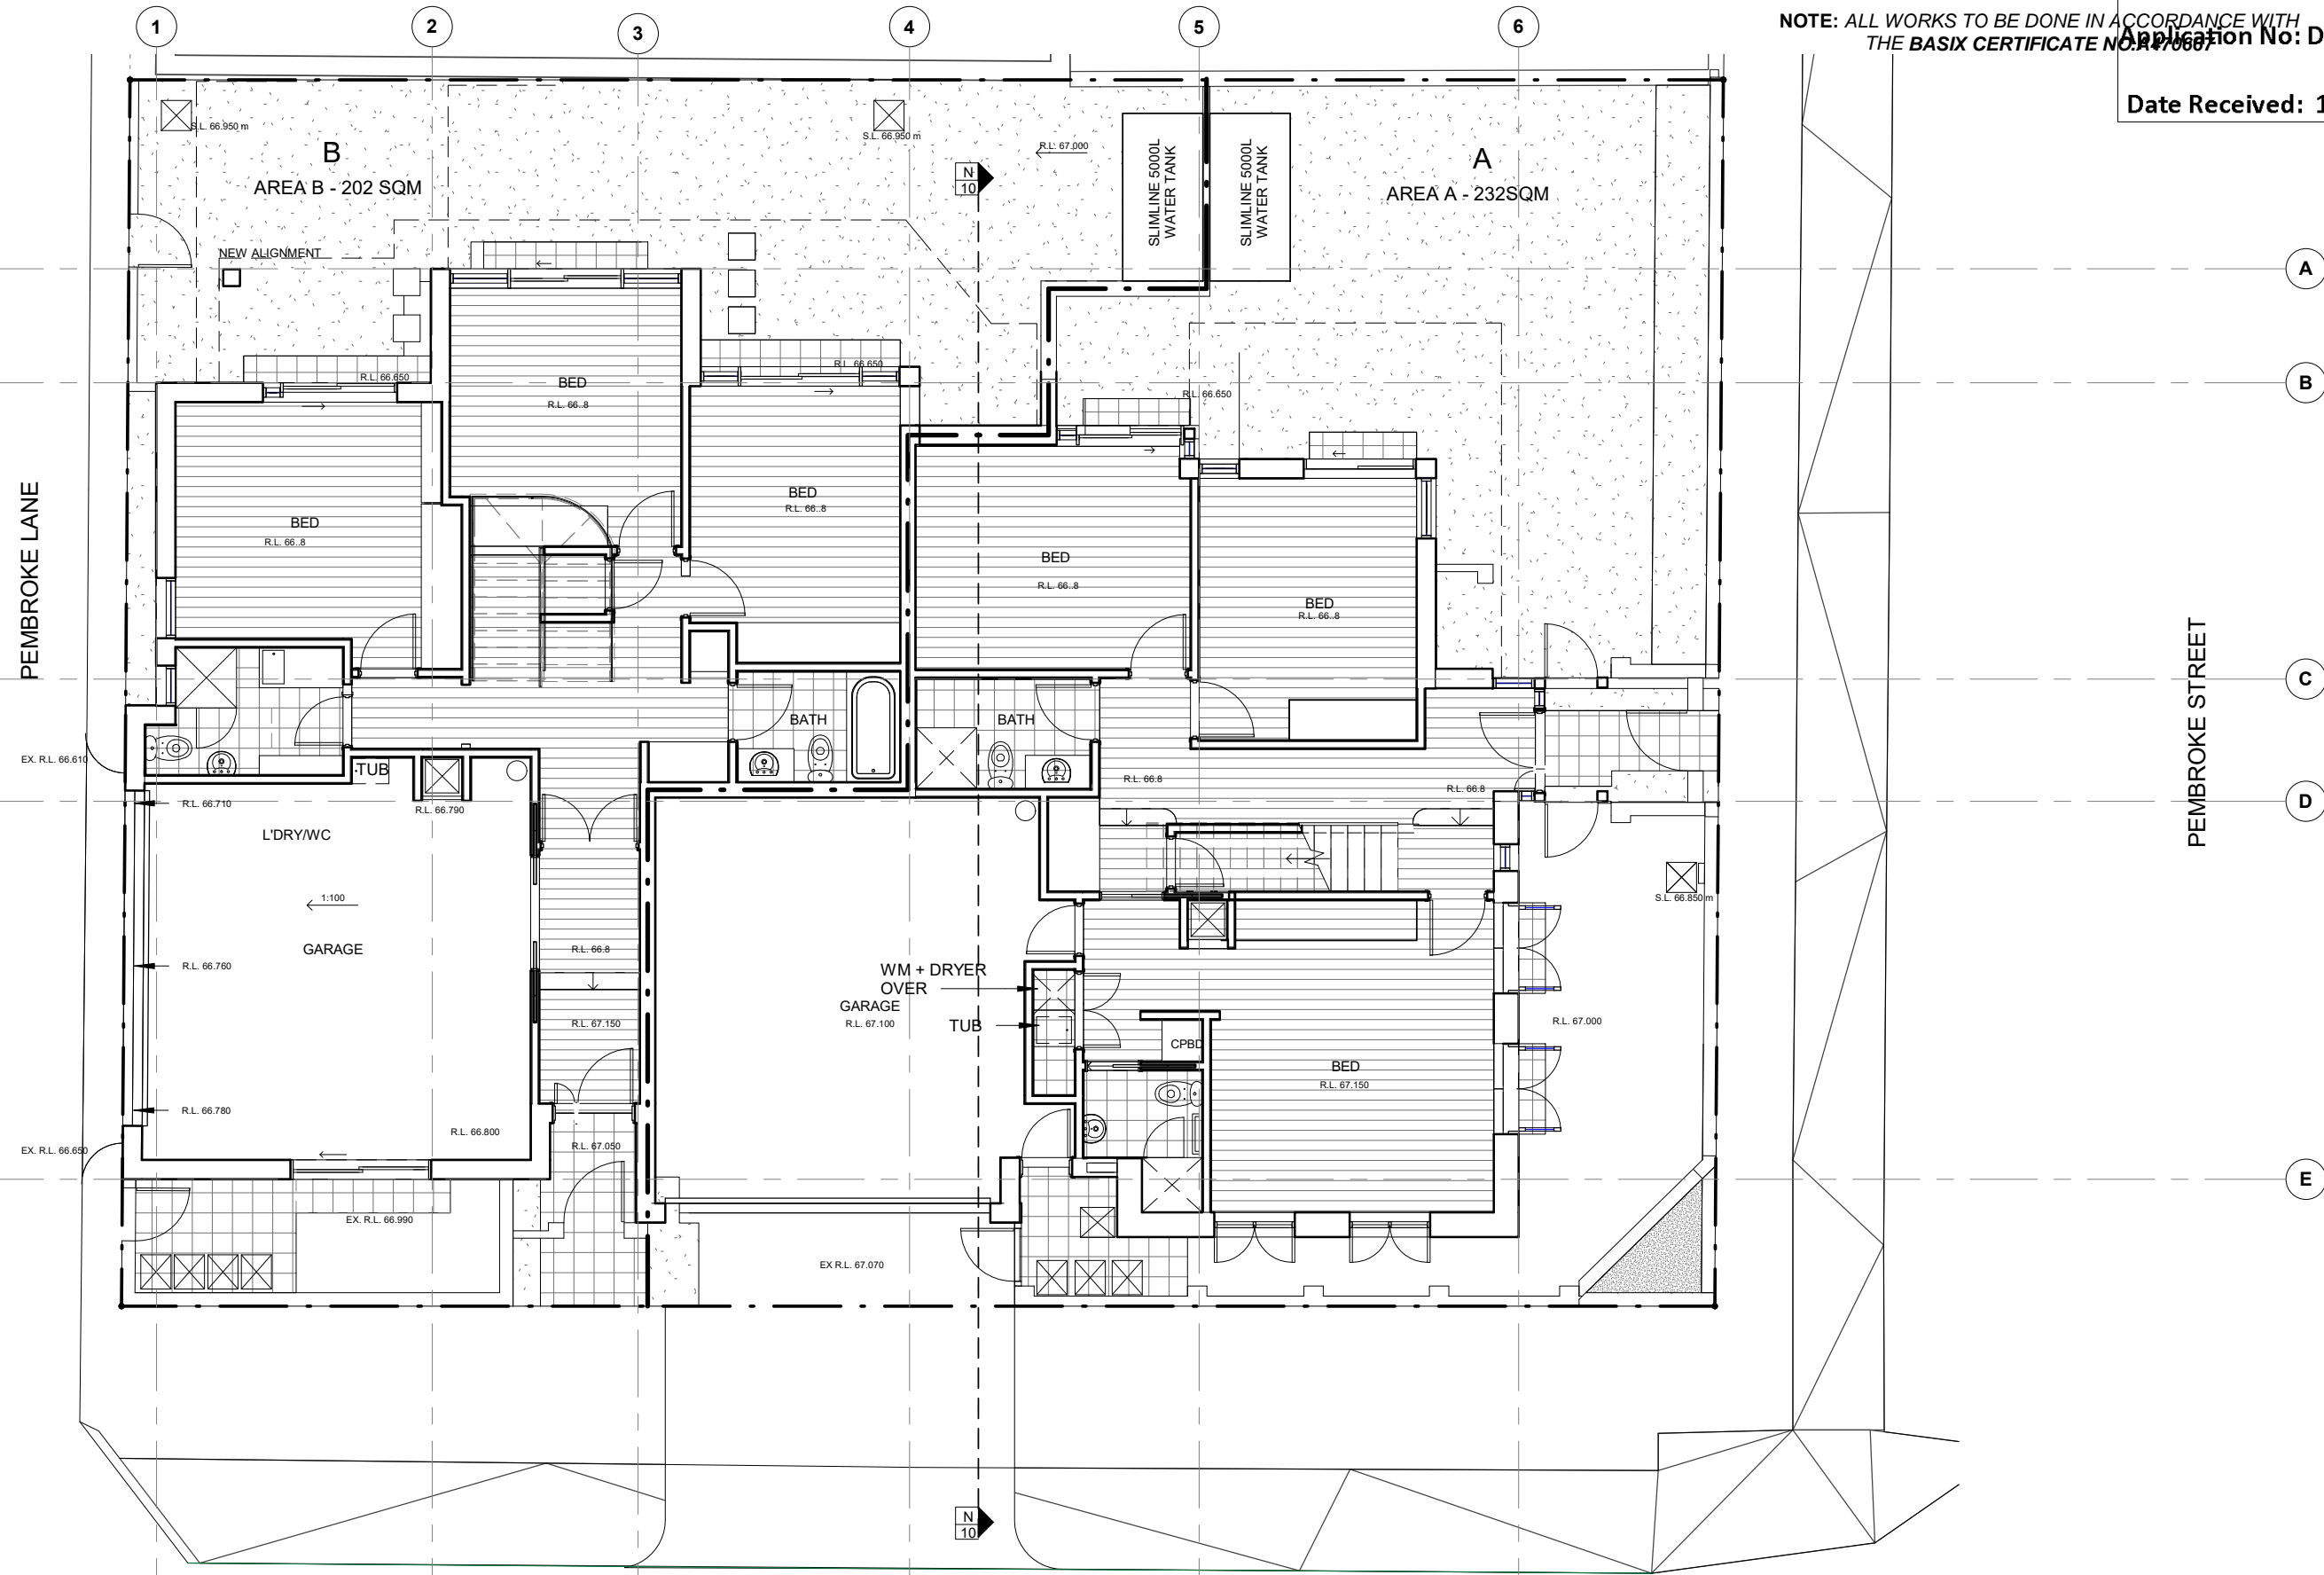 1
2
3
4
5
6
NOTE: ALL WORKS TO BE DONE IN ACCORDANCE WITH
THE BASIX CERTIFICATE NO.A470667
Application No: D
Date Received: 1
S.L. 66.950 m
B
AREA B - 202 SQM
S.L. 66.950 m
N
10
R.L. 67.000
SLIMLINE 5000L
WATER TANK
SLIMLINE 5000L
WATER TANK
A
AREA A - 232SQM
NEW ALIGNMENT
A
R.L. 66.650
BED
R.L. 66..8
R.L. 66.650
R.L. 66.650
B
PEMBROKE LANE
BED
R.L. 66..8
BED
R.L. 66..8
BED
R.L. 66..8
BED
R.L. 66..8
PEMBROKE STREET
C
BATH
BATH
EX. R.L. 66.610
TUB
R.L. 66.8
R.L. 66.8
R.L. 66.710
R.L. 66.790
D
L'DRY/WC
1:100
S.L. 66.850 m
GARAGE
R.L. 66.8
R.L. 66.760
WM + DRYER
OVER
GARAGE
R.L. 67.100
TUB
R.L. 67.150
R.L. 67.000
CPBD
BED
R.L. 67.150
R.L. 66.780
R.L. 66.800
R.L. 67.050
EX. R.L. 66.650
E
EX. R.L. 66.990
EX R.L. 67.070
N
10